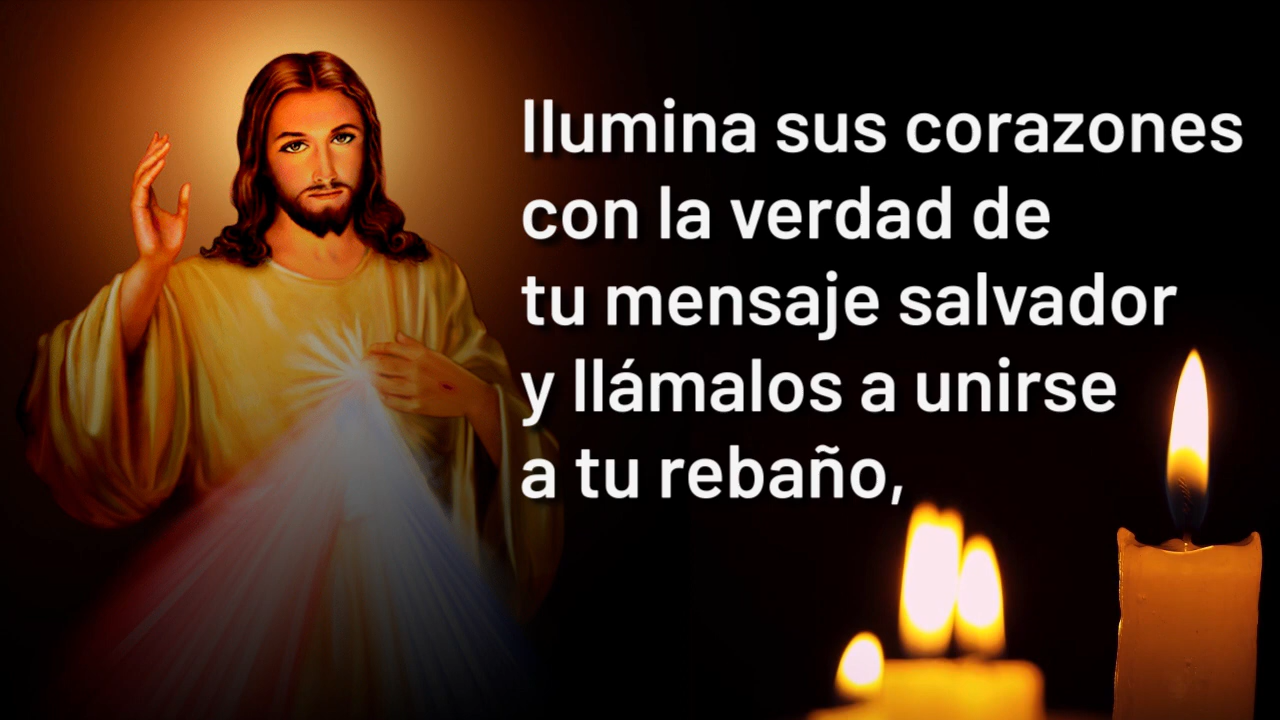 Ilumina sus corazones
con la verdad de
tu mensaje salvador
y llámalos a unirse
a tu rebaño,